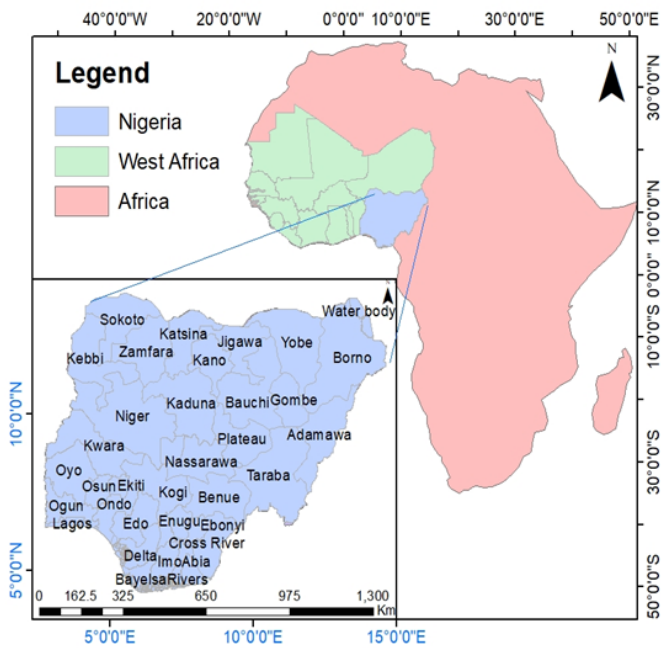 40°0'0"W 20°0'0"W 0°0'0" 10°0'0"E 30°0'0"E 50°0'0"E
Legend
Nigeria
West Africa
Africa
N
30°0'0"N
10°0'0"N
0°0'0"
10°0'0"S
30°0'0"S
50°0'0"S
N
Water body
Sokoto
Katsina
Jigawa
Yobe
Kebbi
Zamfara
Kano
Borno
Kaduna
Bauchi
Gombe
Niger
Plateau
Adamawa
Kwara
Nassarawa
Taraba
Oyo
Osun
Ekiti
Kogi
Benue
Ogun
Ondo
Lagos
Edo
Enugu
Ebonyi
Cross River
Delta
Imo
Abia
Bayelsa
Rivers
10°0'0"N
5°0'0"N
0 162.5 325 650 975 1,300
Km
5°0'0"E 10°0'0"E 15°0'0"E